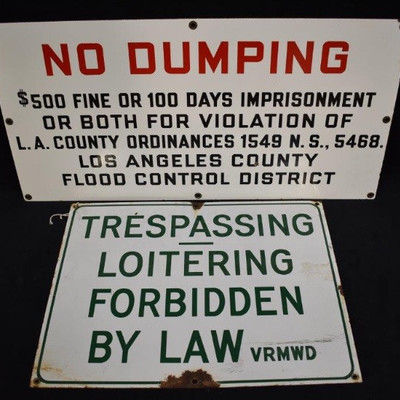 NO DUMPING
$500 FINE OR 100 DAYS IMPRISONMENT
OR BOTH FOR VIOLATION OF
L.A. COUNTY ORDINANCES 1549 N.S., 5468.
LOS ANGELES COUNTY
FLOOD CONTROL DISTRICT
TRESPASSING
LOITERING
FORBIDDEN
BY LAW VRMWD